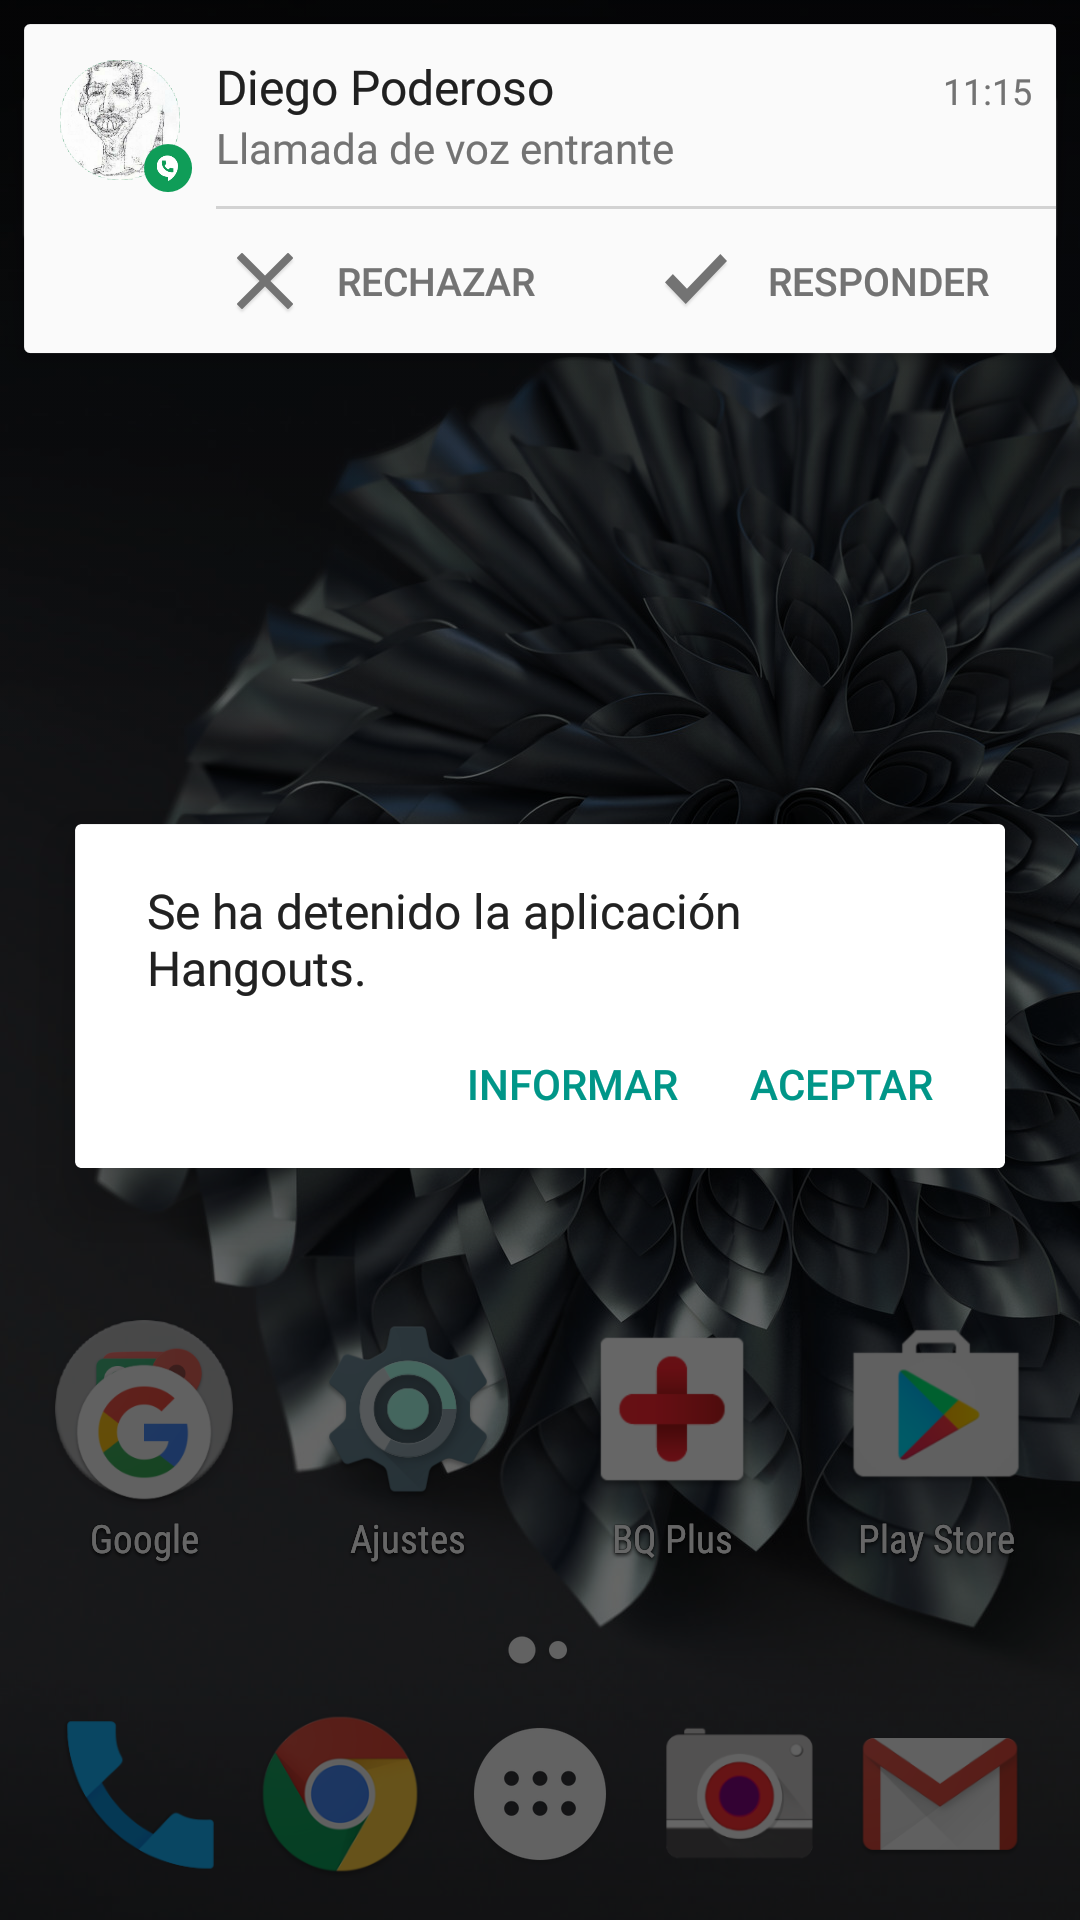 Diego Poderoso
11:15
Llamada de voz entrante
RECHAZAR
RESPONDER
Se ha detenido la aplicación
Hangouts.
INFORMAR
ACEPTAR
Google
Ajustes
BQ Plus
Play Store